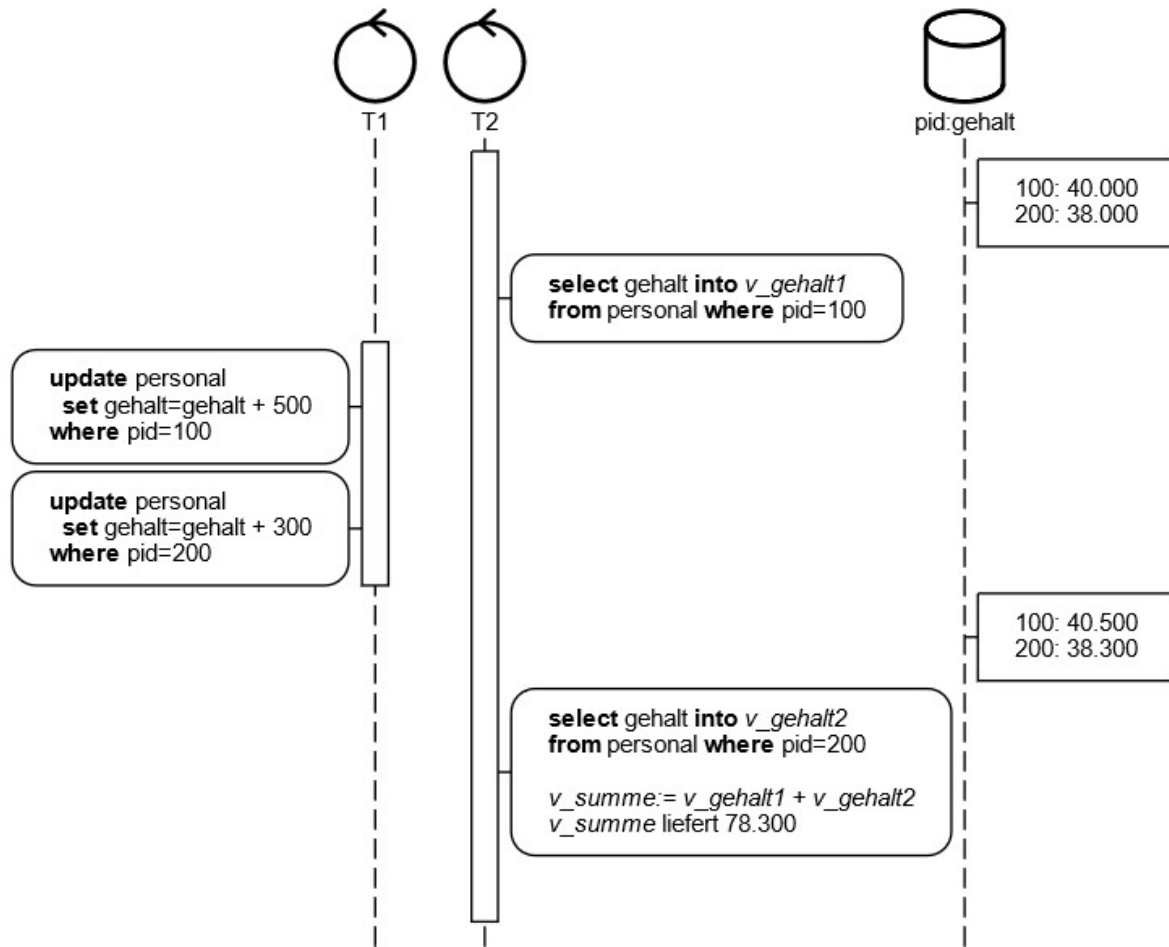 T1
T2
pid:gehalt
100: 40.000
200: 38.000
select gehalt into v_gehalt1
from personal where pid=100
update personal
set gehalt=gehalt + 500
where pid=100
update personal
set gehalt=gehalt + 300
where pid=200
100: 40.500
200: 38.300
select gehalt into v_gehalt2
from personal where pid=200
v_summe:= v_gehalt1 + v_gehalt2
v_summe liefert 78.300